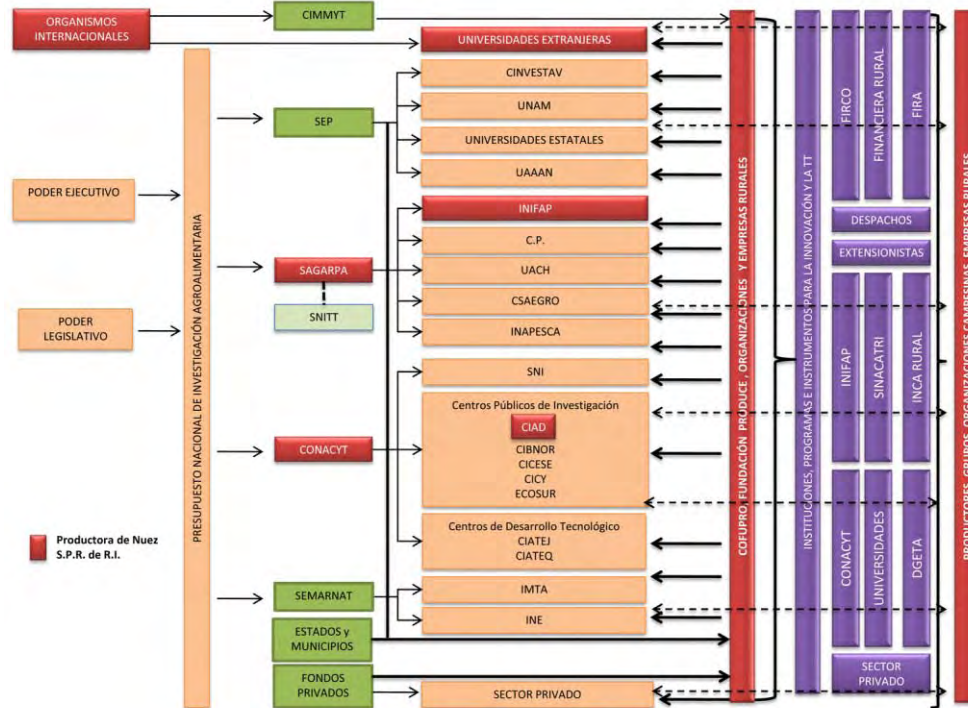 ORGANISMOS
INTERNACIONALES
CIMMYT
UNIVERSIDADES EXTRANJERAS
CINVESTAV
UNAM
SEP
UNIVERSIDADES ESTATALES
UAAAN
PODER EJECUTIVO
INIFAP
C.P.
SAGARPA
UACH
SNITT
CSAEGRO
PODER
LEGISLATIVO
INAPESCA
SNI
Centros Públicos de Investigación
CIAD
CONACYT
CIBNOR
CICESE
CICY
ECOSUR
Centros de Desarrollo Tecnológico
CIATEJ
CIATEQ
Productora de Nuez
S.P.R. de R.I.
SEMARNAT
IMTA
INE
ESTADOS y
MUNICIPIOS
FONDOS
PRIVADOS
SECTOR PRIVADO
PRESUPUESTO NACIONAL DE INVESTIGACIÓN AGROALIMENTARIA
COFUPRO, FUNDACIÓN PRODUCE , ORGANIZACIONES Y EMPRESAS RURALES
INSTITUCIONES, PROGRAMAS E INSTRUMENTOS PARA LA INNOVACIÓN Y LA TT
FIRCO
FINANCIERA RURAL
FIRA
DESPACHOS
EXTENSIONISTAS
INIFAP
SINACATRI
INCA RURAL
CONACYT
UNIVERSIDADES
DGETA
SECTOR
PRIVADO
PRODUCTORES, GRUPOS, ORGANIZACIONES CAMPESINAS, EMPRESAS RURALES